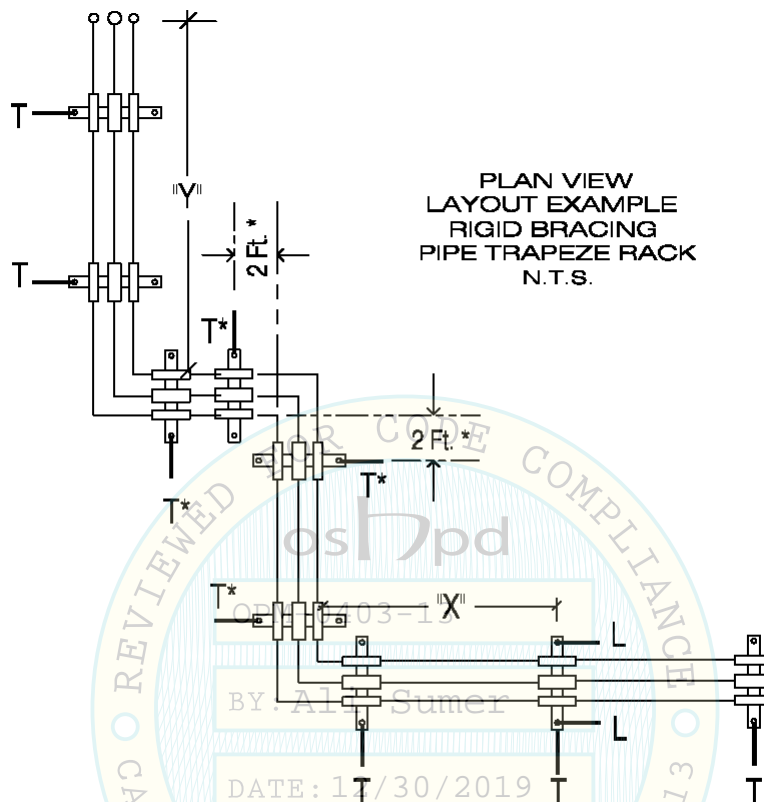 T
"Y"
PLAN VIEW
LAYOUT EXAMPLE
RIGID BRACING
PIPE TRAPEZE RACK
N.T.S.
2 Ft. *
T
T*
2 Ft. *
T*
T*
REVIEWED FOR CODE COMPLIANCE
oshpd
T*
OPM-0403-13
"X"
L
BY: Ali Sumer
L
DATE: 12/30/2019
T
T
T